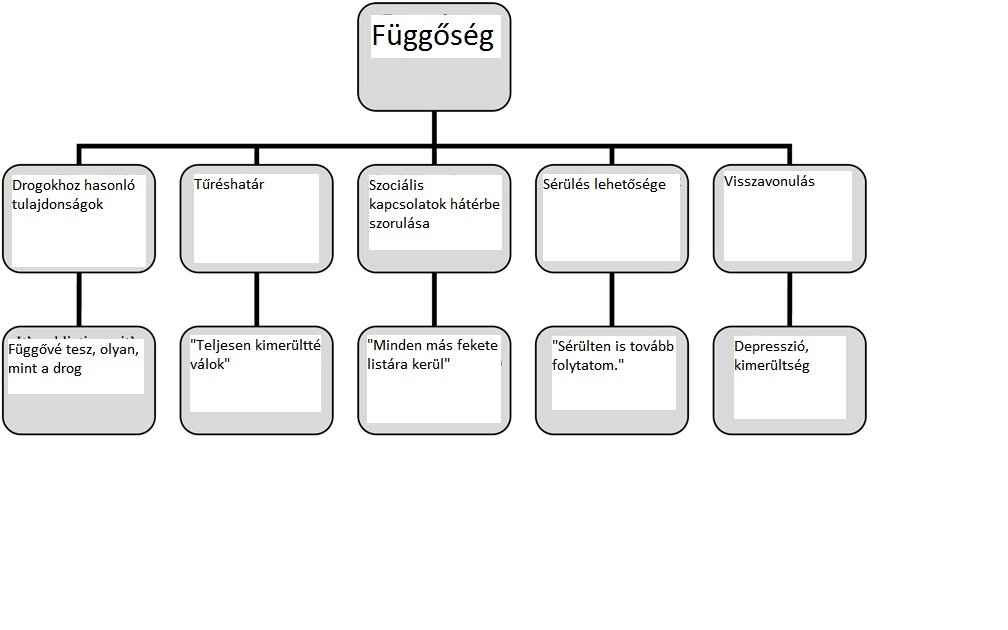 Függőség
Drogokhoz hasonló
tulajdonságok
Tűréshatár
Szociális
kapcsolatok hátérbe
szorulása
Sérülés lehetősége
Visszavonulás
Függővé tesz, olyan,
mint a drog
"Teljesen kimerültté
válok"
"Minden más fekete
listára kerül"
"Sérülten is tovább
folytatom."
Depresszió,
kimerültség